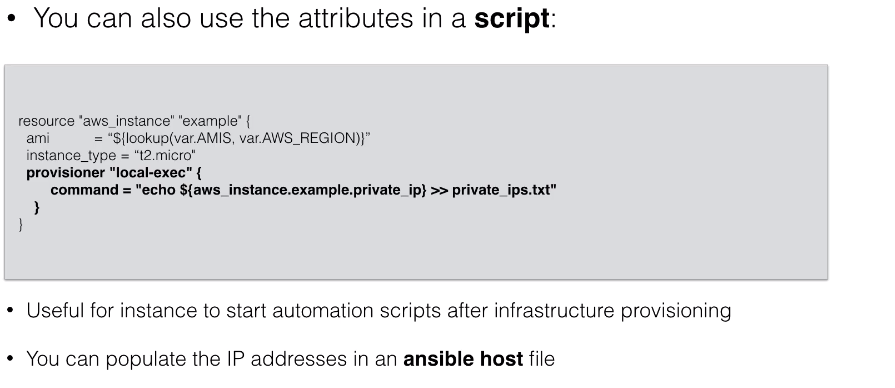 • You can also use the attributes in a script:
resource "aws_instance" "example" {
ami = “${lookup(var.AMIS, var.AWS_REGION)}”
instance_type = “t2.micro"
provisioner "local-exec" {
command = "echo ${aws_instance.example.private_ip} >> private_ips.txt"
}
}
• Useful for instance to start automation scripts after infrastructure provisioning
• You can populate the IP addresses in an ansible host file